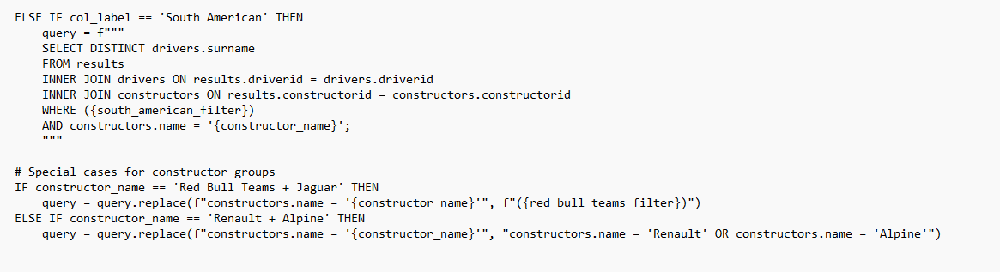 ELSE IF col_label == 'South American' THEN
    query = f"""
    SELECT DISTINCT drivers.surname
    FROM results
    INNER JOIN drivers ON results.driverid = drivers.driverid
    INNER JOIN constructors ON results.constructorid = constructors.constructorid
    WHERE ({south_american_filter})
    AND constructors.name = '{constructor_name}';
    """

# Special cases for constructor groups
IF constructor_name == 'Red Bull Teams + Jaguar' THEN
    query = query.replace(f"constructors.name = '{constructor_name}'", f"({red_bull_teams_filter})")
ELSE IF constructor_name == 'Renault + Alpine' THEN
    query = query.replace(f"constructors.name = '{constructor_name}'", "constructors.name = 'Renault' OR constructors.name = 'Alpine'")